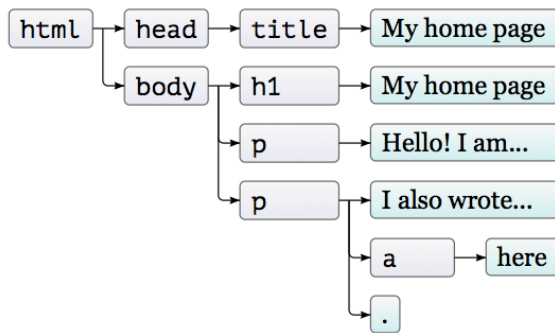 html head title My home page
body h1 My home page
p Hello! I am...
p I also wrote...
a here
.